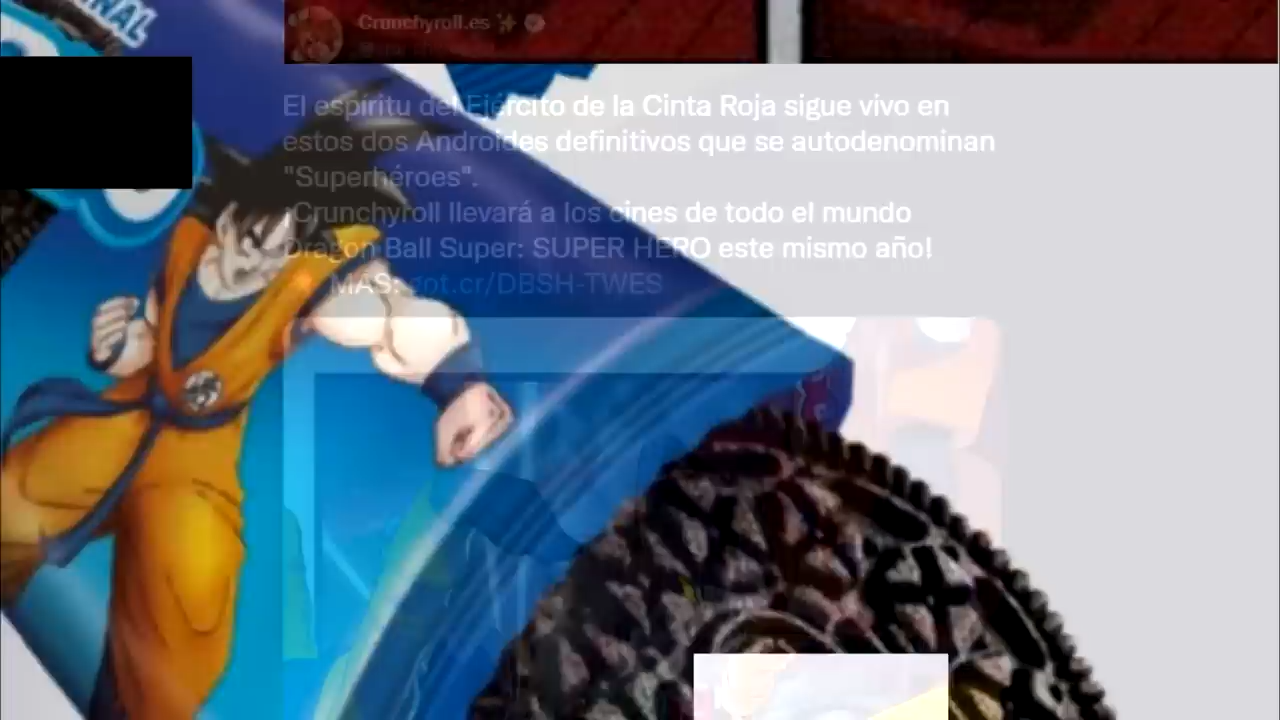 Crunchyroll.es
El espíritu del Ejército de la Cinta Roja sigue vivo en
estos dos Androides definitivos que se autodenominan
"Superhéroes".
¡Crunchyroll llevará a los cines de todo el mundo
Dragon Ball Super: SUPER HERO este mismo año!
MÁS: got.cr/DBSH-TWES